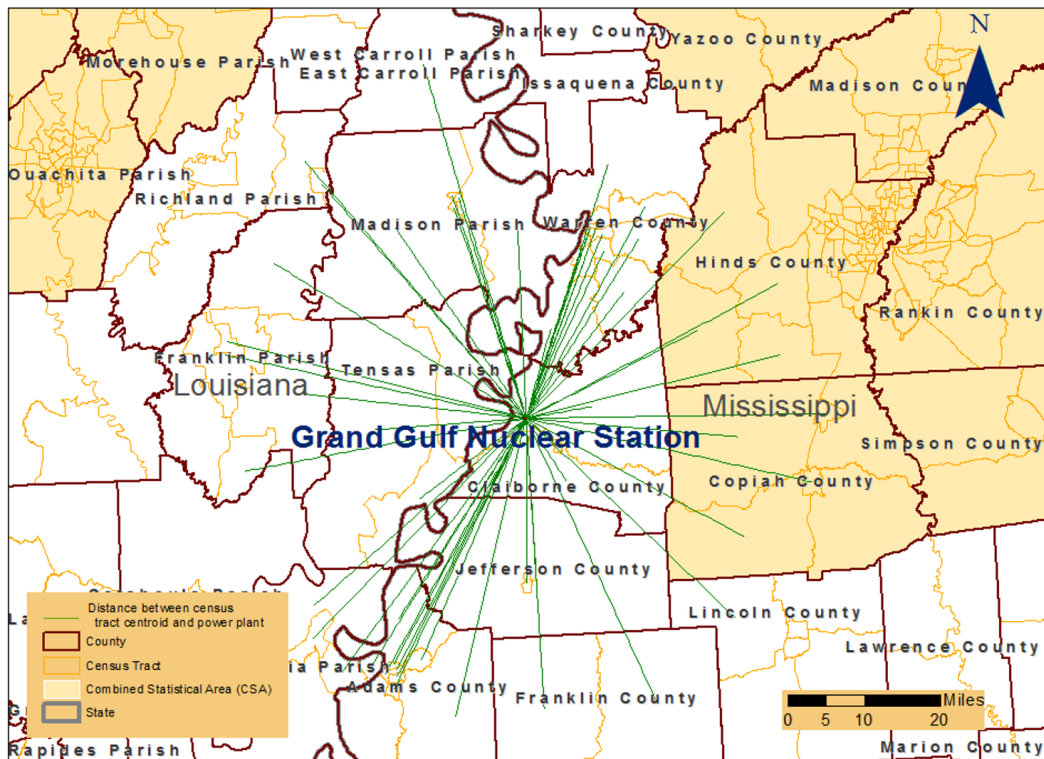 Sharkey County
N
West Carroll Parish
Yazoo County
Morehouse Parish
East Carroll Parish
Issaquena County
Madison Coun
Ouachita Parish
Richland Parish
Madison Parish
Warren County
Hinds County
Rankin County
Franklin Parish
Tensas Parish
Louisiana
Mississippi
Grand Gulf Nuclear Station
Simpson County
Claiborne County
Copiah County
Jefferson County
Lincoln County
Lawrence County
ia Parish
Adams County
Franklin County
Rapides Parish
Marion County
Distance between census
tract centroid and power plant
County
Census Tract
Combined Statistical Area (CSA)
State
Miles
0 5 10 20